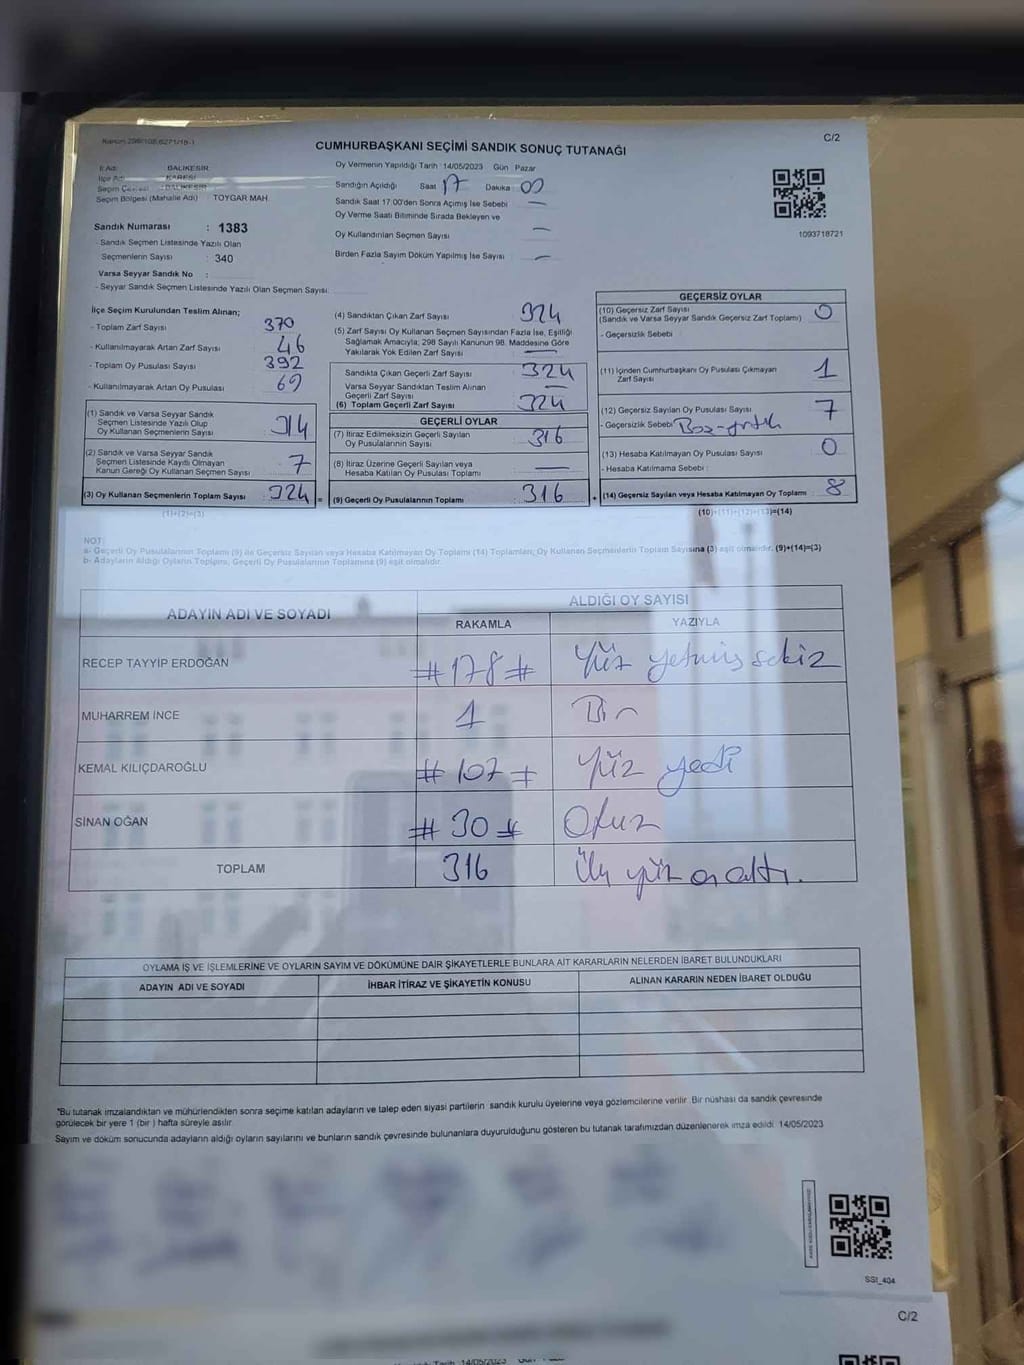 Kanun 298/108,6271/18-1
C/2
CUMHURBAŞKANI SEÇİMİ SANDIK SONUÇ TUTANAĞI
İl Adı : BALIKESİR
İlçe Adı : KARESİ
Seçim Çevresi : BALIKESİR
Seçim Bölgesi (Mahalle Adı) TOYGAR MAH.
Oy Vermenin Yapıldığı Tarih : 14/05/2023 Gün Pazar
Sandığın Açıldığı Saat 17 Dakika 00
Sandık Saat 17.00'den Sonra Açımış İse Sebebi —
Oy Verme Saati Bitiminde Sırada Bekleyen ve
Oy Kullandırılan Seçmen Sayısı —
Birden Fazla Sayım Döküm Yapılmış İse Sayısı —
1093718721
Sandık Numarası : 1383
- Sandık Seçmen Listesinde Yazılı Olan
Seçmenlerin Sayısı : 340
Varsa Seyyar Sandık No :
- Seyyar Sandık Seçmen Listesinde Yazılı Olan Seçmen Sayısı:
İlçe Seçim Kurulundan Teslim Alınan;
- Toplam Zarf Sayısı 370
- Kullanılmayarak Artan Zarf Sayısı 46
- Toplam Oy Pusulası Sayısı 392
- Kullanılmayarak Artan Oy Pusulası 69
(1) Sandık ve Varsa Seyyar Sandık
Seçmen Listesinde Yazılı Olup
Oy Kullanan Seçmenlerin Sayısı 314
(2) Sandık ve Varsa Seyyar Sandık
Seçmen Listesinde Kayıtlı Olmayan
Kanun Gereği Oy Kullanan Seçmen Sayısı 7
(3) Oy Kullanan Seçmenlerin Toplam Sayısı 324 =
(1)+(2)=(3)
(4) Sandıktan Çıkan Zarf Sayısı 324
(5) Zarf Sayısı Oy Kullanan Seçmen Sayısından Fazla İse, Eşitliği
Sağlamak Amacıyla; 298 Sayılı Kanunun 98. Maddesine Göre
Yakılarak Yok Edilen Zarf Sayısı —
Sandıkta Çıkan Geçerli Zarf Sayısı 324
Varsa Seyyar Sandıktan Teslim Alınan
Geçerli Zarf Sayısı —
(6) Toplam Geçerli Zarf Sayısı 324
GEÇERLİ OYLAR
(7) İtiraz Edilmeksizin Geçerli Sayılan
Oy Pusulalarının Sayısı 316
(8) İtiraz Üzerine Geçerli Sayılan veya
Hesaba Katılan Oy Pusulası Toplamı —
(9) Geçerli Oy Pusulalarının Toplamı 316 +
GEÇERSİZ OYLAR
(10) Geçersiz Zarf Sayısı 0
(Sandık ve Varsa Seyyar Sandık Geçersiz Zarf Toplamı)
- Geçersizlik Sebebi :
(11) İçinden Cumhurbaşkanı Oy Pusulası Çıkmayan
Zarf Sayısı 1
(12) Geçersiz Sayılan Oy Pusulası Sayısı 7
- Geçersizlik Sebebi
(13) Hesaba Katılmayan Oy Pusulası Sayısı 0
- Hesaba Katılmama Sebebi :
(14) Geçersiz Sayılan veya Hesaba Katılmayan Oy Toplamı 8
(10)+(11)+(12)+(13)=(14)
NOT:
a- Geçerli Oy Pusulalarının Toplamı (9) ile Geçersiz Sayılan veya Hesaba Katılmayan Oy Toplamı (14) Toplamları, Oy Kullanan Seçmenlerin Toplam Sayısına (3) eşit olmalıdır. (9)+(14)=(3)
b- Adayların Aldığı Oyların Toplamı, Geçerli Oy Pusulalarının Toplamına (9) eşit olmalıdır.
ADAYIN ADI VE SOYADI
ALDIĞI OY SAYISI
RAKAMLA YAZIYLA
RECEP TAYYİP ERDOĞAN #178# Yüz yetmiş sekiz
MUHARREM İNCE 1 Bir
KEMAL KILIÇDAROĞLU #107# Yüz yedi
SİNAN OĞAN #30# Otuz
TOPLAM 316 Üç yüz on altı.
OYLAMA İŞ VE İŞLEMLERİNE VE OYLARIN SAYIM VE DÖKÜMÜNE DAİR ŞİKAYETLERLE BUNLARA AİT KARARLARIN NELERDEN İBARET BULUNDUKLARI
ADAYIN ADI VE SOYADI İHBAR İTİRAZ VE ŞİKAYETİN KONUSU ALINAN KARARIN NEDEN İBARET OLDUĞU
*Bu tutanak imzalandıktan ve mühürlendikten sonra seçime katılan adayların ve talep eden siyasi partilerin sandık kurulu üyelerine veya gözlemcilerine verilir. Bir nüshası da sandık çevresinde
görülecek bir yere 1 (bir ) hafta süreyle asılır.
Sayım ve döküm sonucunda adayların aldığı oyların sayılarını ve bunların sandık çevresinde bulunanlara duyurulduğunu gösteren bu tutanak tarafımızdan düzenlenerek imza edildi. 14/05/2023
SSI_404
C/2
Tarih 14/05/2023 Gün Pazar